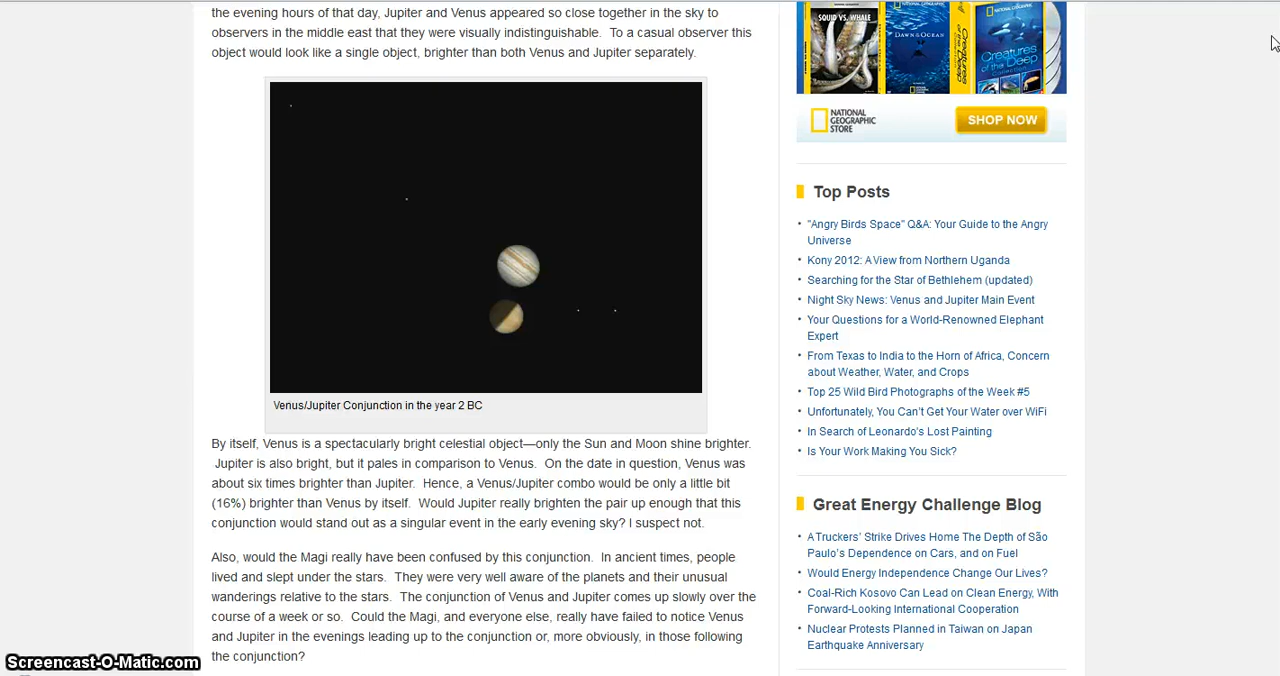 the evening hours of that day, Jupiter and Venus appeared so close together in the sky to
observers in the middle east that they were visually indistinguishable.  To a casual observer this
object would look like a single object, brighter than both Venus and Jupiter separately.
Venus/Jupiter Conjunction in the year 2 BC
By itself, Venus is a spectacularly bright celestial object—only the Sun and Moon shine brighter.
Jupiter is also bright, but it pales in comparison to Venus.  On the date in question, Venus was
about six times brighter than Jupiter.  Hence, a Venus/Jupiter combo would be only a little bit
(16%) brighter than Venus by itself.  Would Jupiter really brighten the pair up enough that this
conjunction would stand out as a singular event in the early evening sky? I suspect not.
Also, would the Magi really have been confused by this conjunction.  In ancient times, people
lived and slept under the stars.  They were very well aware of the planets and their unusual
wanderings relative to the stars.  The conjunction of Venus and Jupiter comes up slowly over the
course of a week or so.  Could the Magi, and everyone else, really have failed to notice Venus
and Jupiter in the evenings leading up to the conjunction or, more obviously, in those following
the conjunction?
SQUID VS. WHALE
DAWN OF THE OCEAN
Creatures of the Deep
NATIONAL GEOGRAPHIC
Creatures
OF THE Deep
NATIONAL
GEOGRAPHIC
STORE
SHOP NOW
Top Posts
• "Angry Birds Space" Q&A: Your Guide to the Angry
Universe
• Kony 2012: A View from Northern Uganda
• Searching for the Star of Bethlehem (updated)
• Night Sky News: Venus and Jupiter Main Event
• Your Questions for a World-Renowned Elephant
Expert
• From Texas to India to the Horn of Africa, Concern
about Weather, Water, and Crops
• Top 25 Wild Bird Photographs of the Week #5
• Unfortunately, You Can't Get Your Water over WiFi
• In Search of Leonardo's Lost Painting
• Is Your Work Making You Sick?
Great Energy Challenge Blog
• A Truckers' Strike Drives Home The Depth of São
Paulo's Dependence on Cars, and on Fuel
• Would Energy Independence Change Our Lives?
• Coal-Rich Kosovo Can Lead on Clean Energy, With
Forward-Looking International Cooperation
• Nuclear Protests Planned in Taiwan on Japan
Earthquake Anniversary
Screencast-O-Matic.com